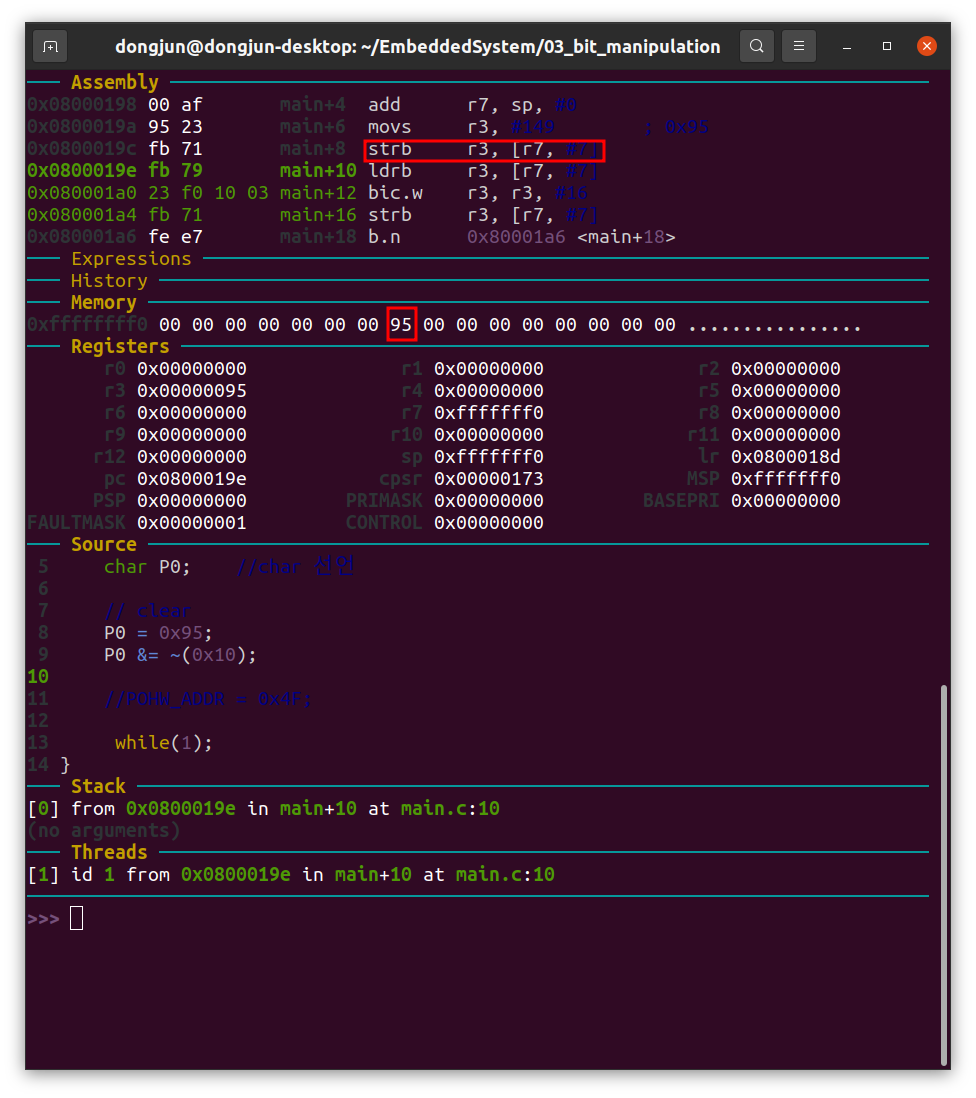 dongjun@dongjun-desktop: ~/EmbeddedSystem/03_bit_manipulation
Assembly
0x08000198 00 af main+4 add r7, sp, #0
0x0800019a 95 23 main+6 movs r3, #149 ; 0x95
0x0800019c fb 71 main+8 strb r3, [r7, #7]
0x0800019e fb 79 main+10 ldrb r3, [r7, #7]
0x080001a0 23 f0 10 03 main+12 bic.w r3, r3, #16
0x080001a4 fb 71 main+16 strb r3, [r7, #7]
0x080001a6 fe e7 main+18 b.n 0x80001a6 <main+18>
Expressions
History
Memory
0xfffffff0 00 00 00 00 00 00 00 95 00 00 00 00 00 00 00 00 ................
Registers
r0 0x00000000 r1 0x00000000 r2 0x00000000
r3 0x00000095 r4 0x00000000 r5 0x00000000
r6 0x00000000 r7 0xfffffff0 r8 0x00000000
r9 0x00000000 r10 0x00000000 r11 0x00000000
r12 0x00000000 sp 0xfffffff0 lr 0x0800018d
pc 0x0800019e cpsr 0x00000173 MSP 0xfffffff0
PSP 0x00000000 PRIMASK 0x00000000 BASEPRI 0x00000000
FAULTMASK 0x00000001 CONTROL 0x00000000
Source
5 char P0; //char 선언
6
7 // clear
8 P0 = 0x95;
9 P0 &= ~(0x10);
10
11 //POHW_ADDR = 0x4F;
12
13 while(1);
14 }
Stack
[0] from 0x0800019e in main+10 at main.c:10
(no arguments)
Threads
[1] id 1 from 0x0800019e in main+10 at main.c:10
>>>